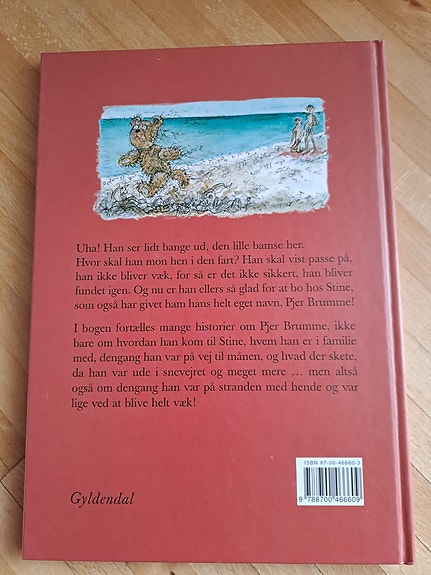 Uha! Han ser lidt bange ud, den lille bamse her.
Hvor skal han mon hen i den fart? Han skal vist passe på,
han ikke bliver væk, for så er det ikke sikkert, han bliver
fundet igen. Og nu er han ellers så glad for at bo hos Stine,
som også har givet ham hans helt eget navn, Pjer Brumme!
I bogen fortælles mange historier om Pjer Brumme, ikke
bare om hvordan han kom til Stine, hvem han er i familie
med, dengang han var på vej til månen, og hvad der skete,
da han var ude i snevejret og meget mere ... men altså
også om dengang han var på stranden med hende og var
lige ved at blive helt væk!
ISBN 87-00-46660-3
9 788700 466609
Gyldendal